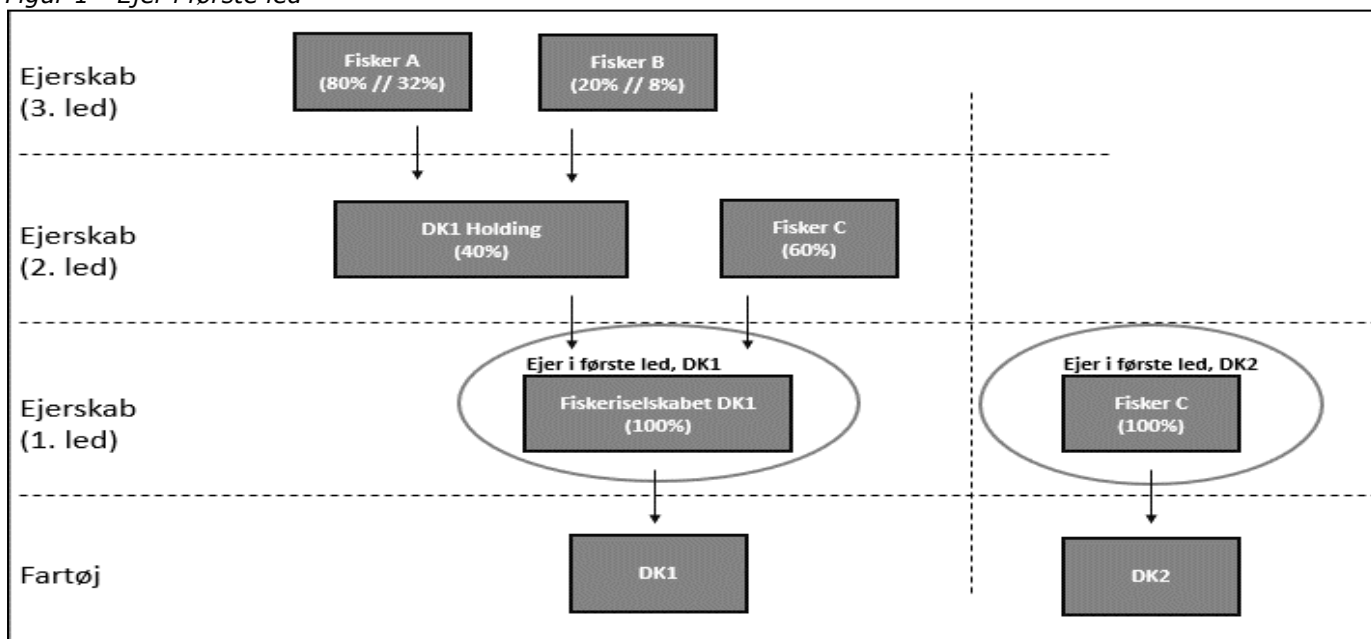 Figur 1 – Ejer i første led
Ejerskab
(3. led)
Fisker A
(80% // 32%)
Fisker B
(20% // 8%)
Ejerskab
(2. led)
DK1 Holding
(40%)
Fisker C
(60%)
Ejerskab
(1. led)
Ejer i første led, DK1
Fiskeriselskabet DK1
(100%)
Ejer i første led, DK2
Fisker C
(100%)
Fartøj
DK1
DK2